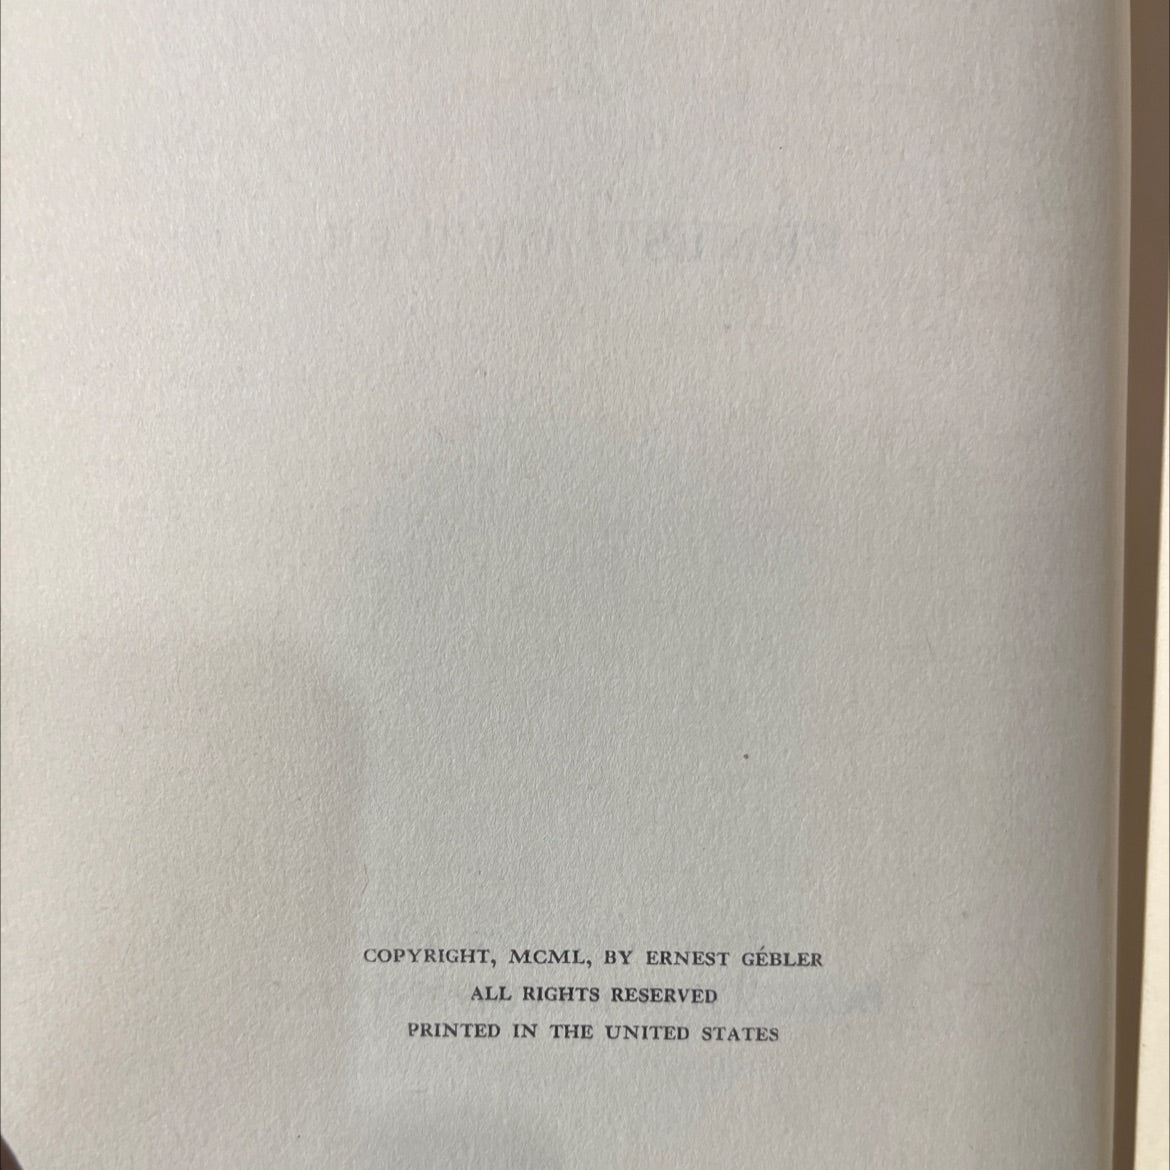 COPYRIGHT, MCML, BY ERNEST GÉBLER
ALL RIGHTS RESERVED
PRINTED IN THE UNITED STATES